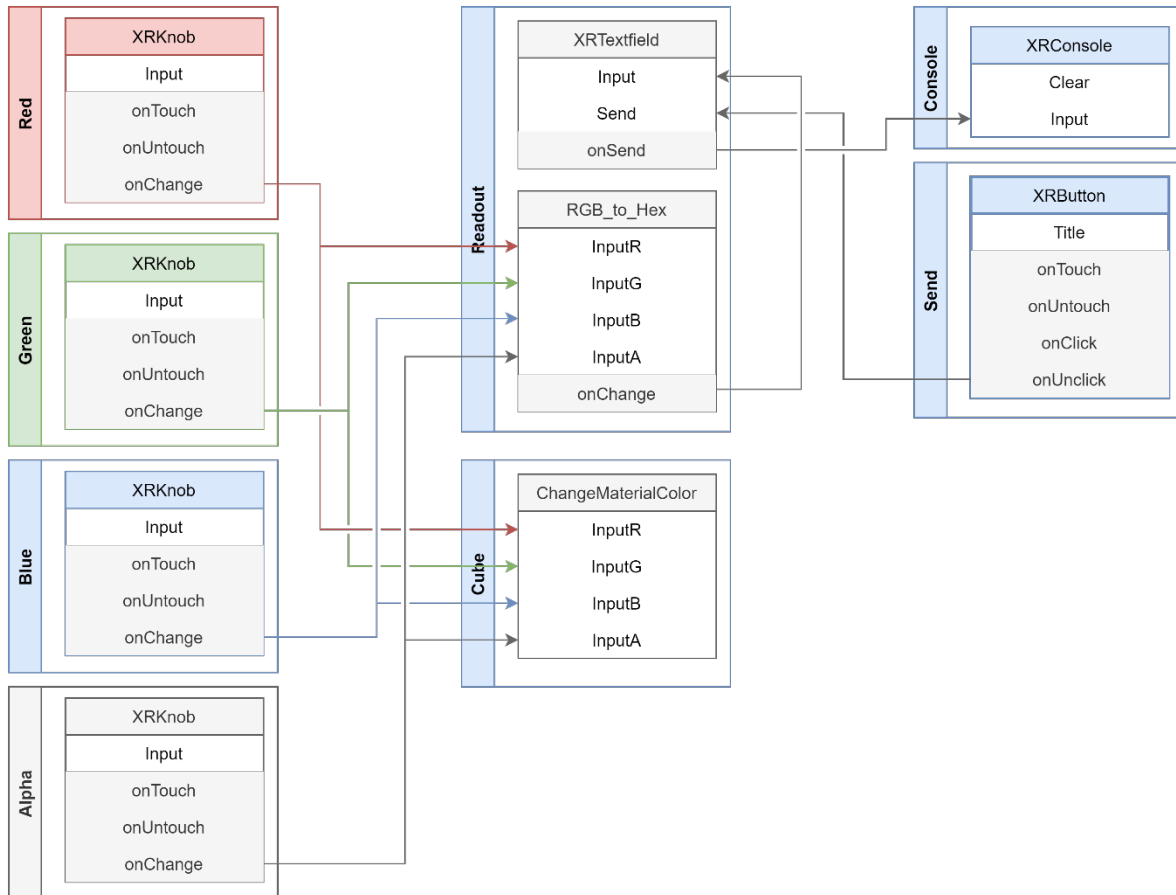 Red
XRKnob
Input
onTouch
onUntouch
onChange
Green
XRKnob
Input
onTouch
onUntouch
onChange
Blue
XRKnob
Input
onTouch
onUntouch
onChange
Alpha
XRKnob
Input
onTouch
onUntouch
onChange
Readout
XRTextfield
Input
Send
onSend
RGB_to_Hex
InputR
InputG
InputB
InputA
onChange
Cube
ChangeMaterialColor
InputR
InputG
InputB
InputA
Console
XRConsole
Clear
Input
Send
XRButton
Title
onTouch
onUntouch
onClick
onUnclick